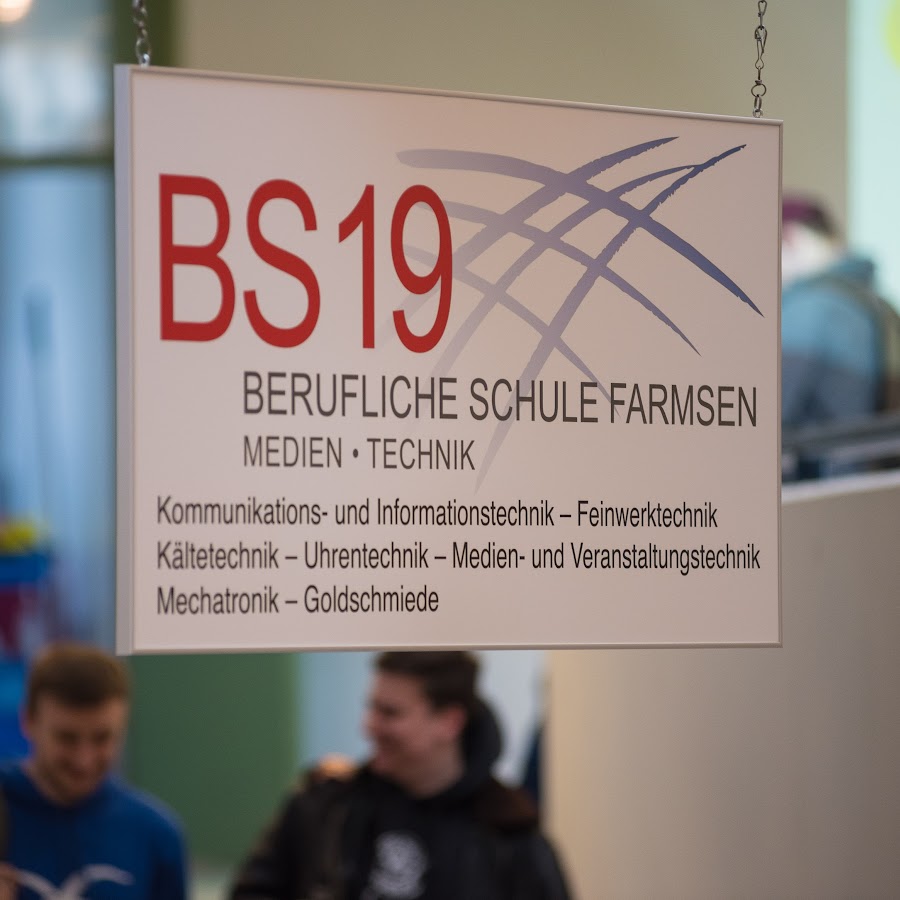 BS19
BERUFLICHE SCHULE FARMSEN
MEDIEN • TECHNIK
Kommunikations- und Informationstechnik – Feinwerktechnik
Kältetechnik – Uhrentechnik – Medien- und Veranstaltungstechnik
Mechatronik – Goldschmiede